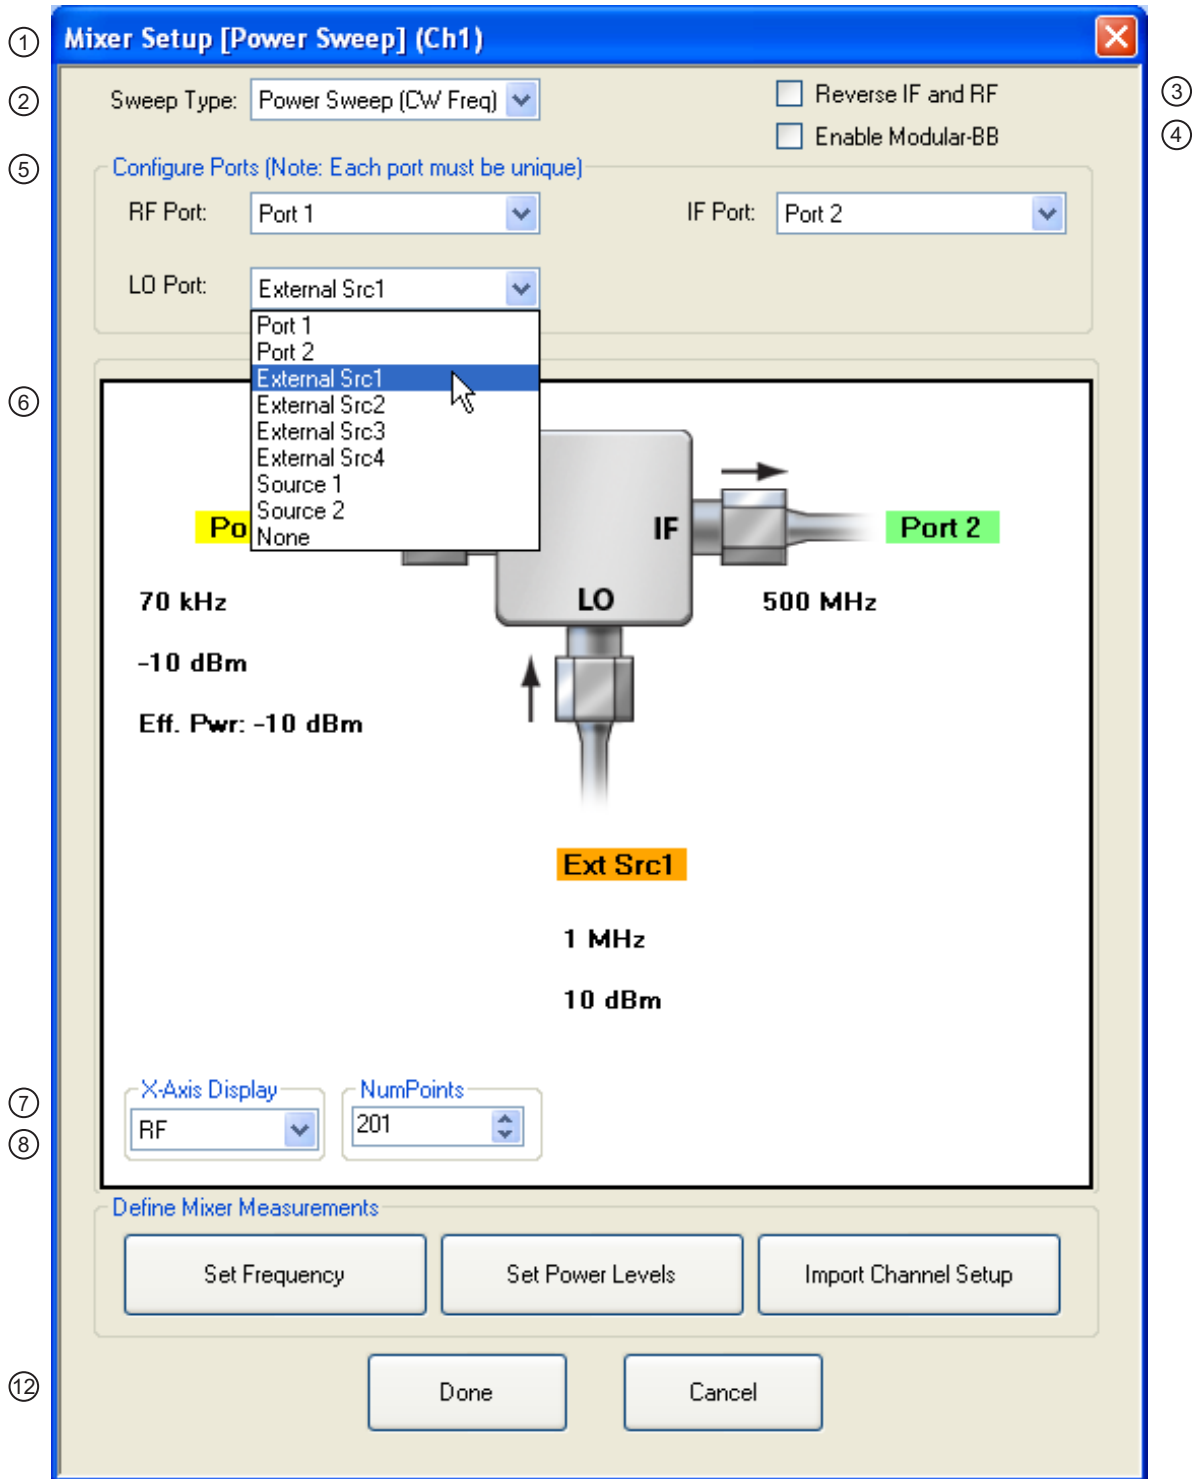 1
Mixer Setup [Power Sweep] (Ch1)
2
Sweep Type: Power Sweep (CW Freq)
Reverse IF and RF
3
Enable Modular-BB
4
5
Configure Ports (Note: Each port must be unique)
RF Port: Port 1
IF Port: Port 2
LO Port: External Src1
Port 1
Port 2
External Src1
External Src2
External Src3
External Src4
Source 1
Source 2
None
6
Po
IF
Port 2
LO
70 kHz
500 MHz
-10 dBm
Eff. Pwr: -10 dBm
Ext Src1
1 MHz
10 dBm
7
X-Axis Display
NumPoints
8
RF
201
Define Mixer Measurements
Set Frequency
Set Power Levels
Import Channel Setup
12
Done
Cancel